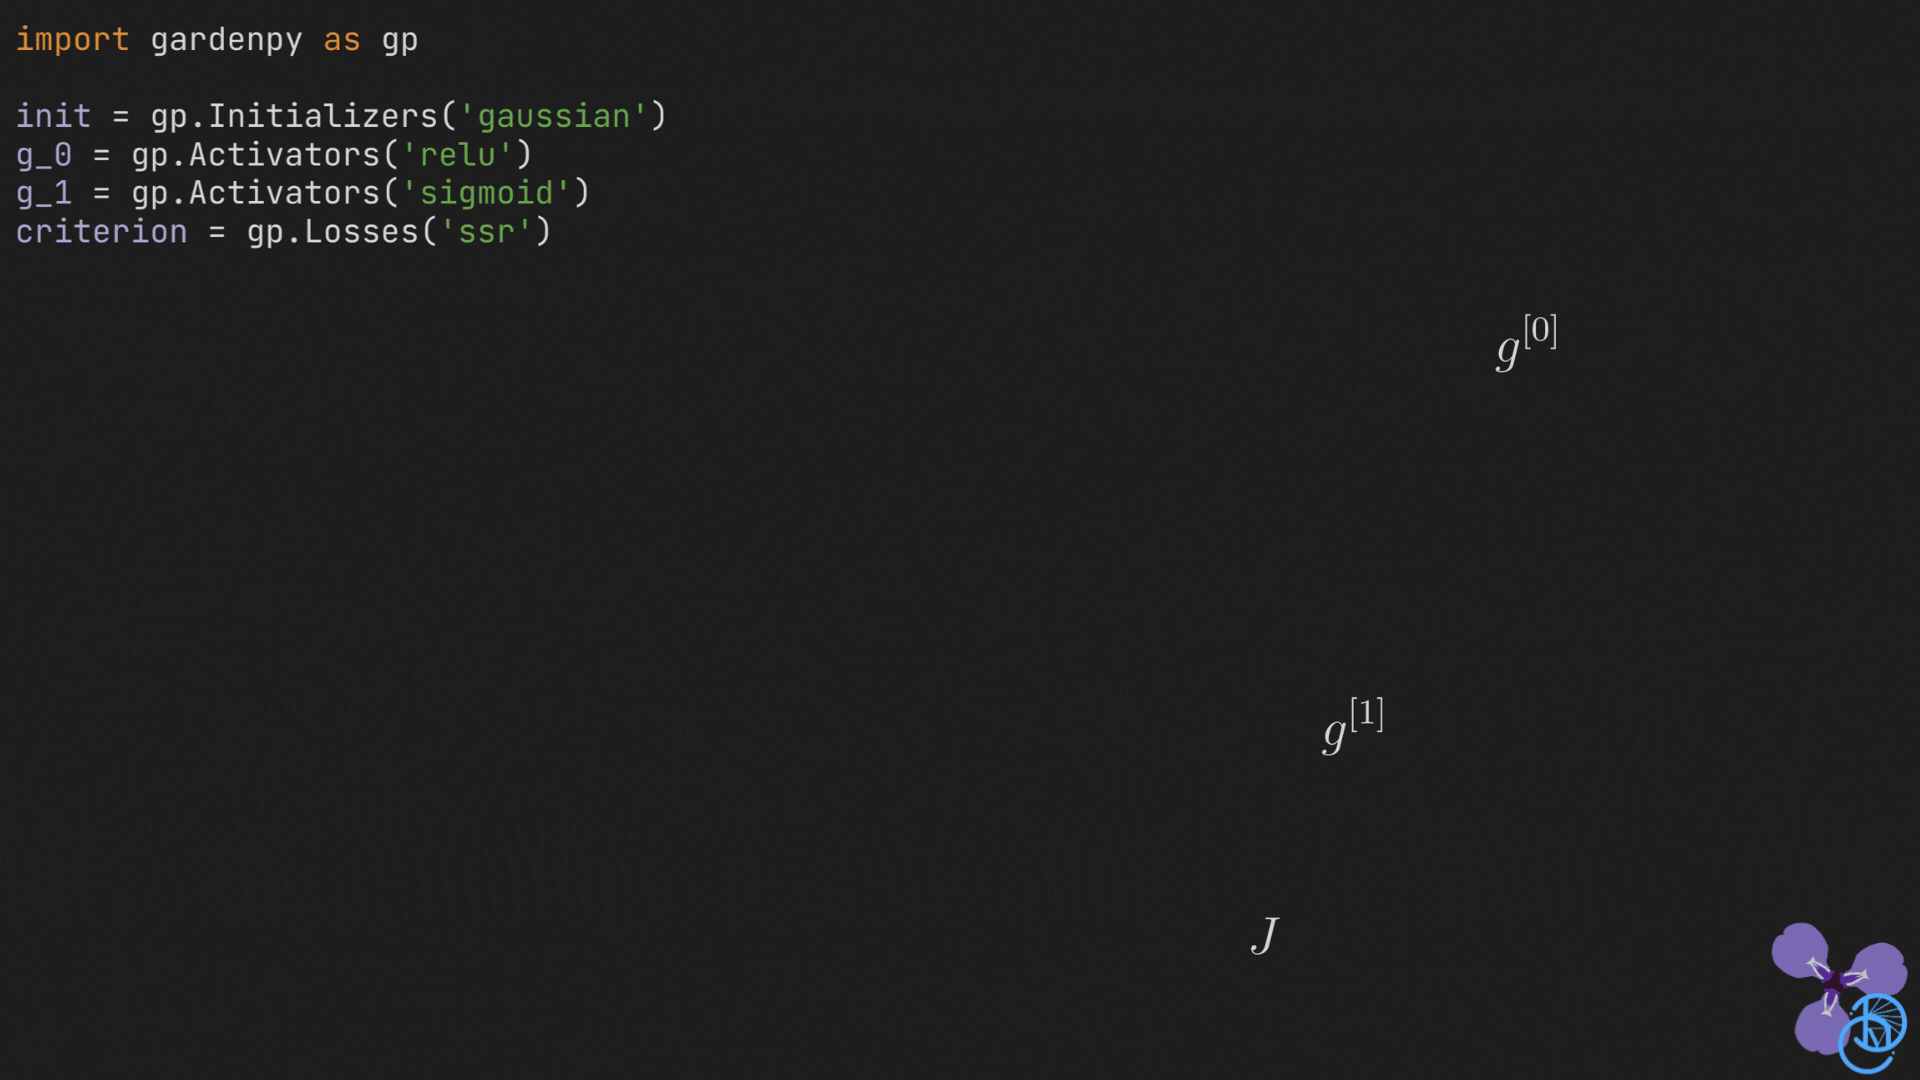 import gardenpy as gp
init = gp.Initializers('gaussian')
g_0 = gp.Activators('relu')
g_1 = gp.Activators('sigmoid')
criterion = gp.Losses('ssr')
g^[0]
g^[1]
J